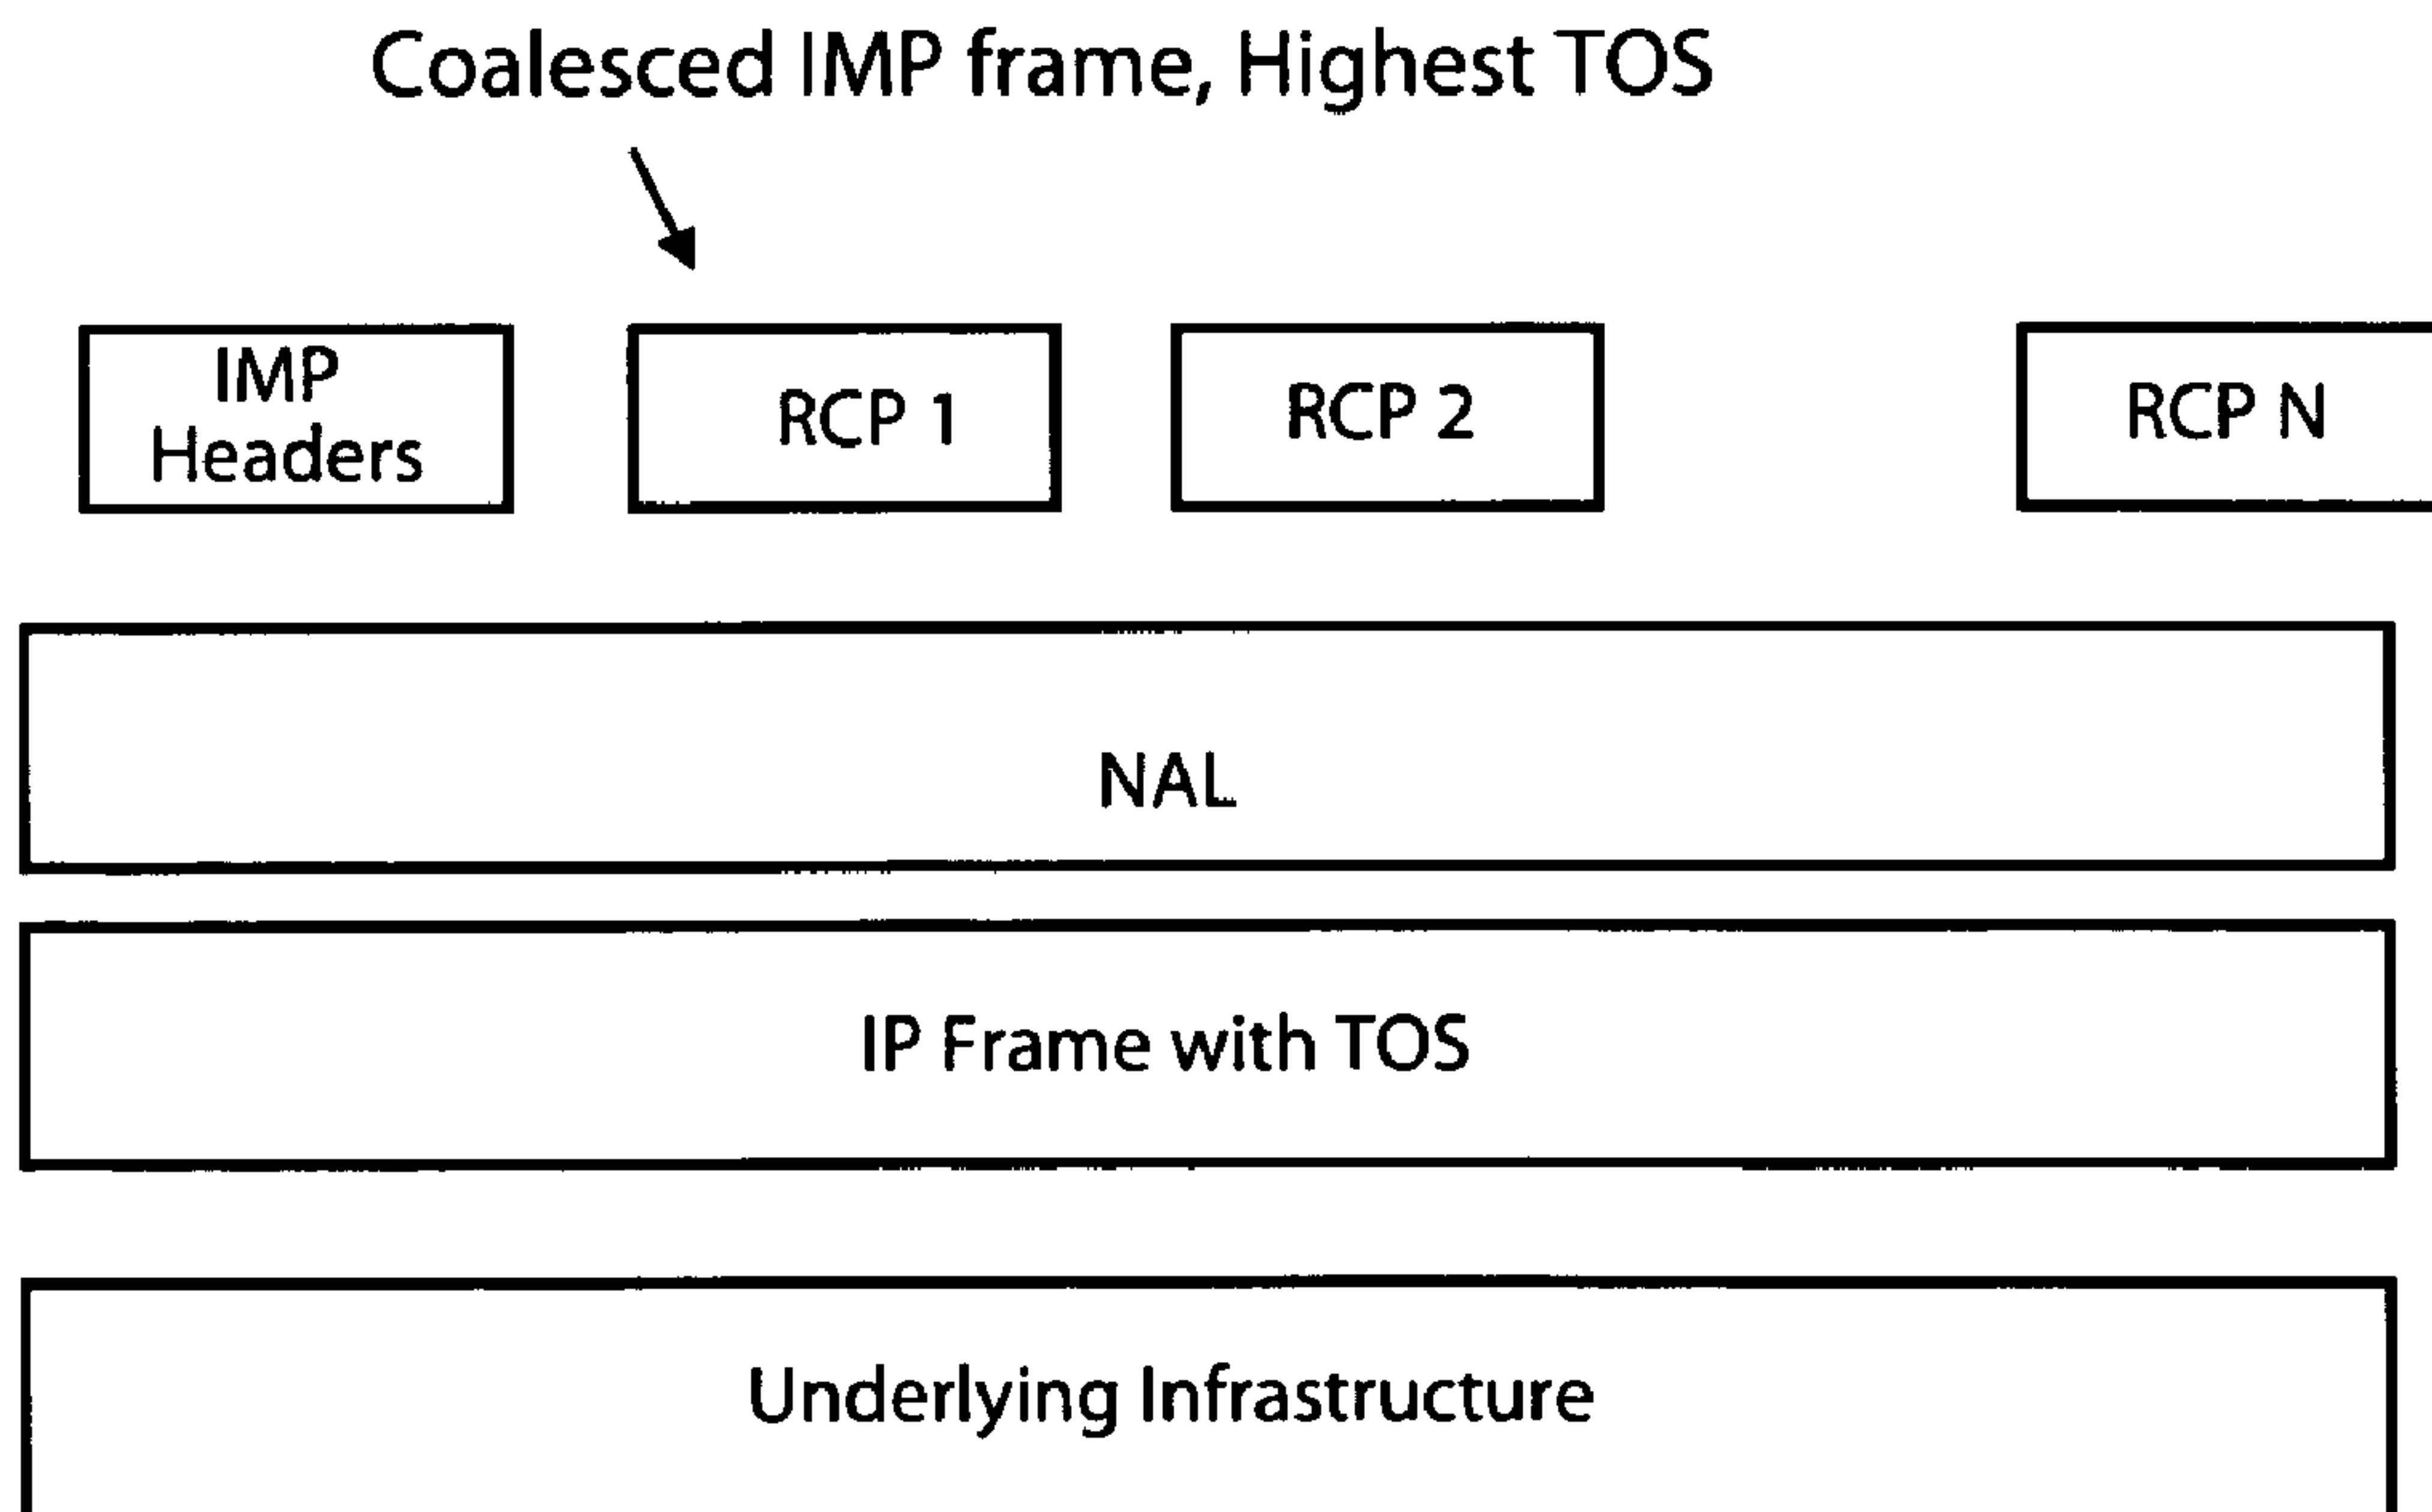 Coalesced IMP frame, Highest TOS
IMP
Headers
RCP 1
RCP 2
RCP N
NAL
IP Frame with TOS
Underlying Infrastructure